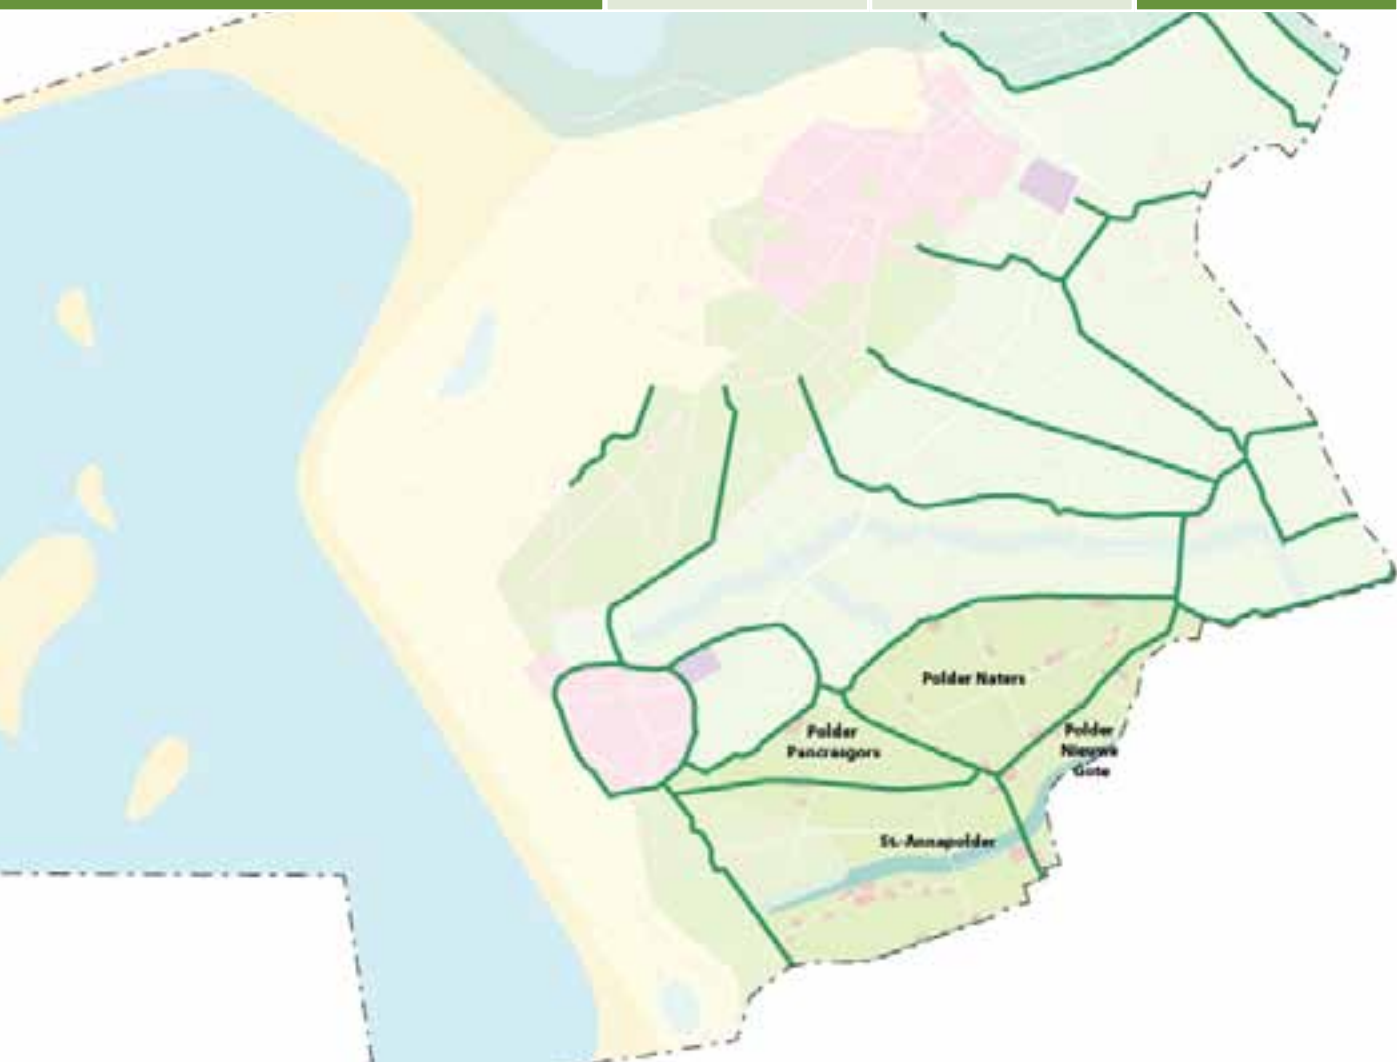 Polder Naters
Polder
Pancrasgors
Polder
Nieuwe
Gote
St.-Annapolder